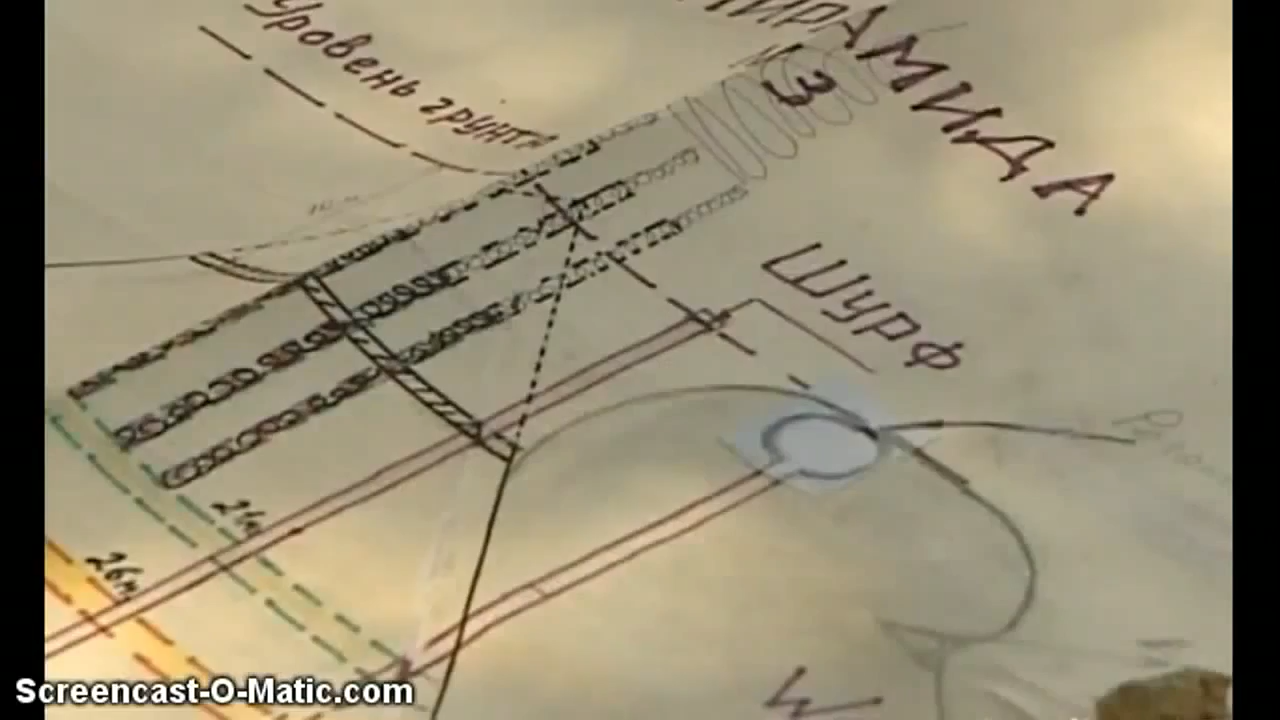 Уровень грунта
ПИРАМИДА
3
Шурф
21м
26м
Screencast-O-Matic.com